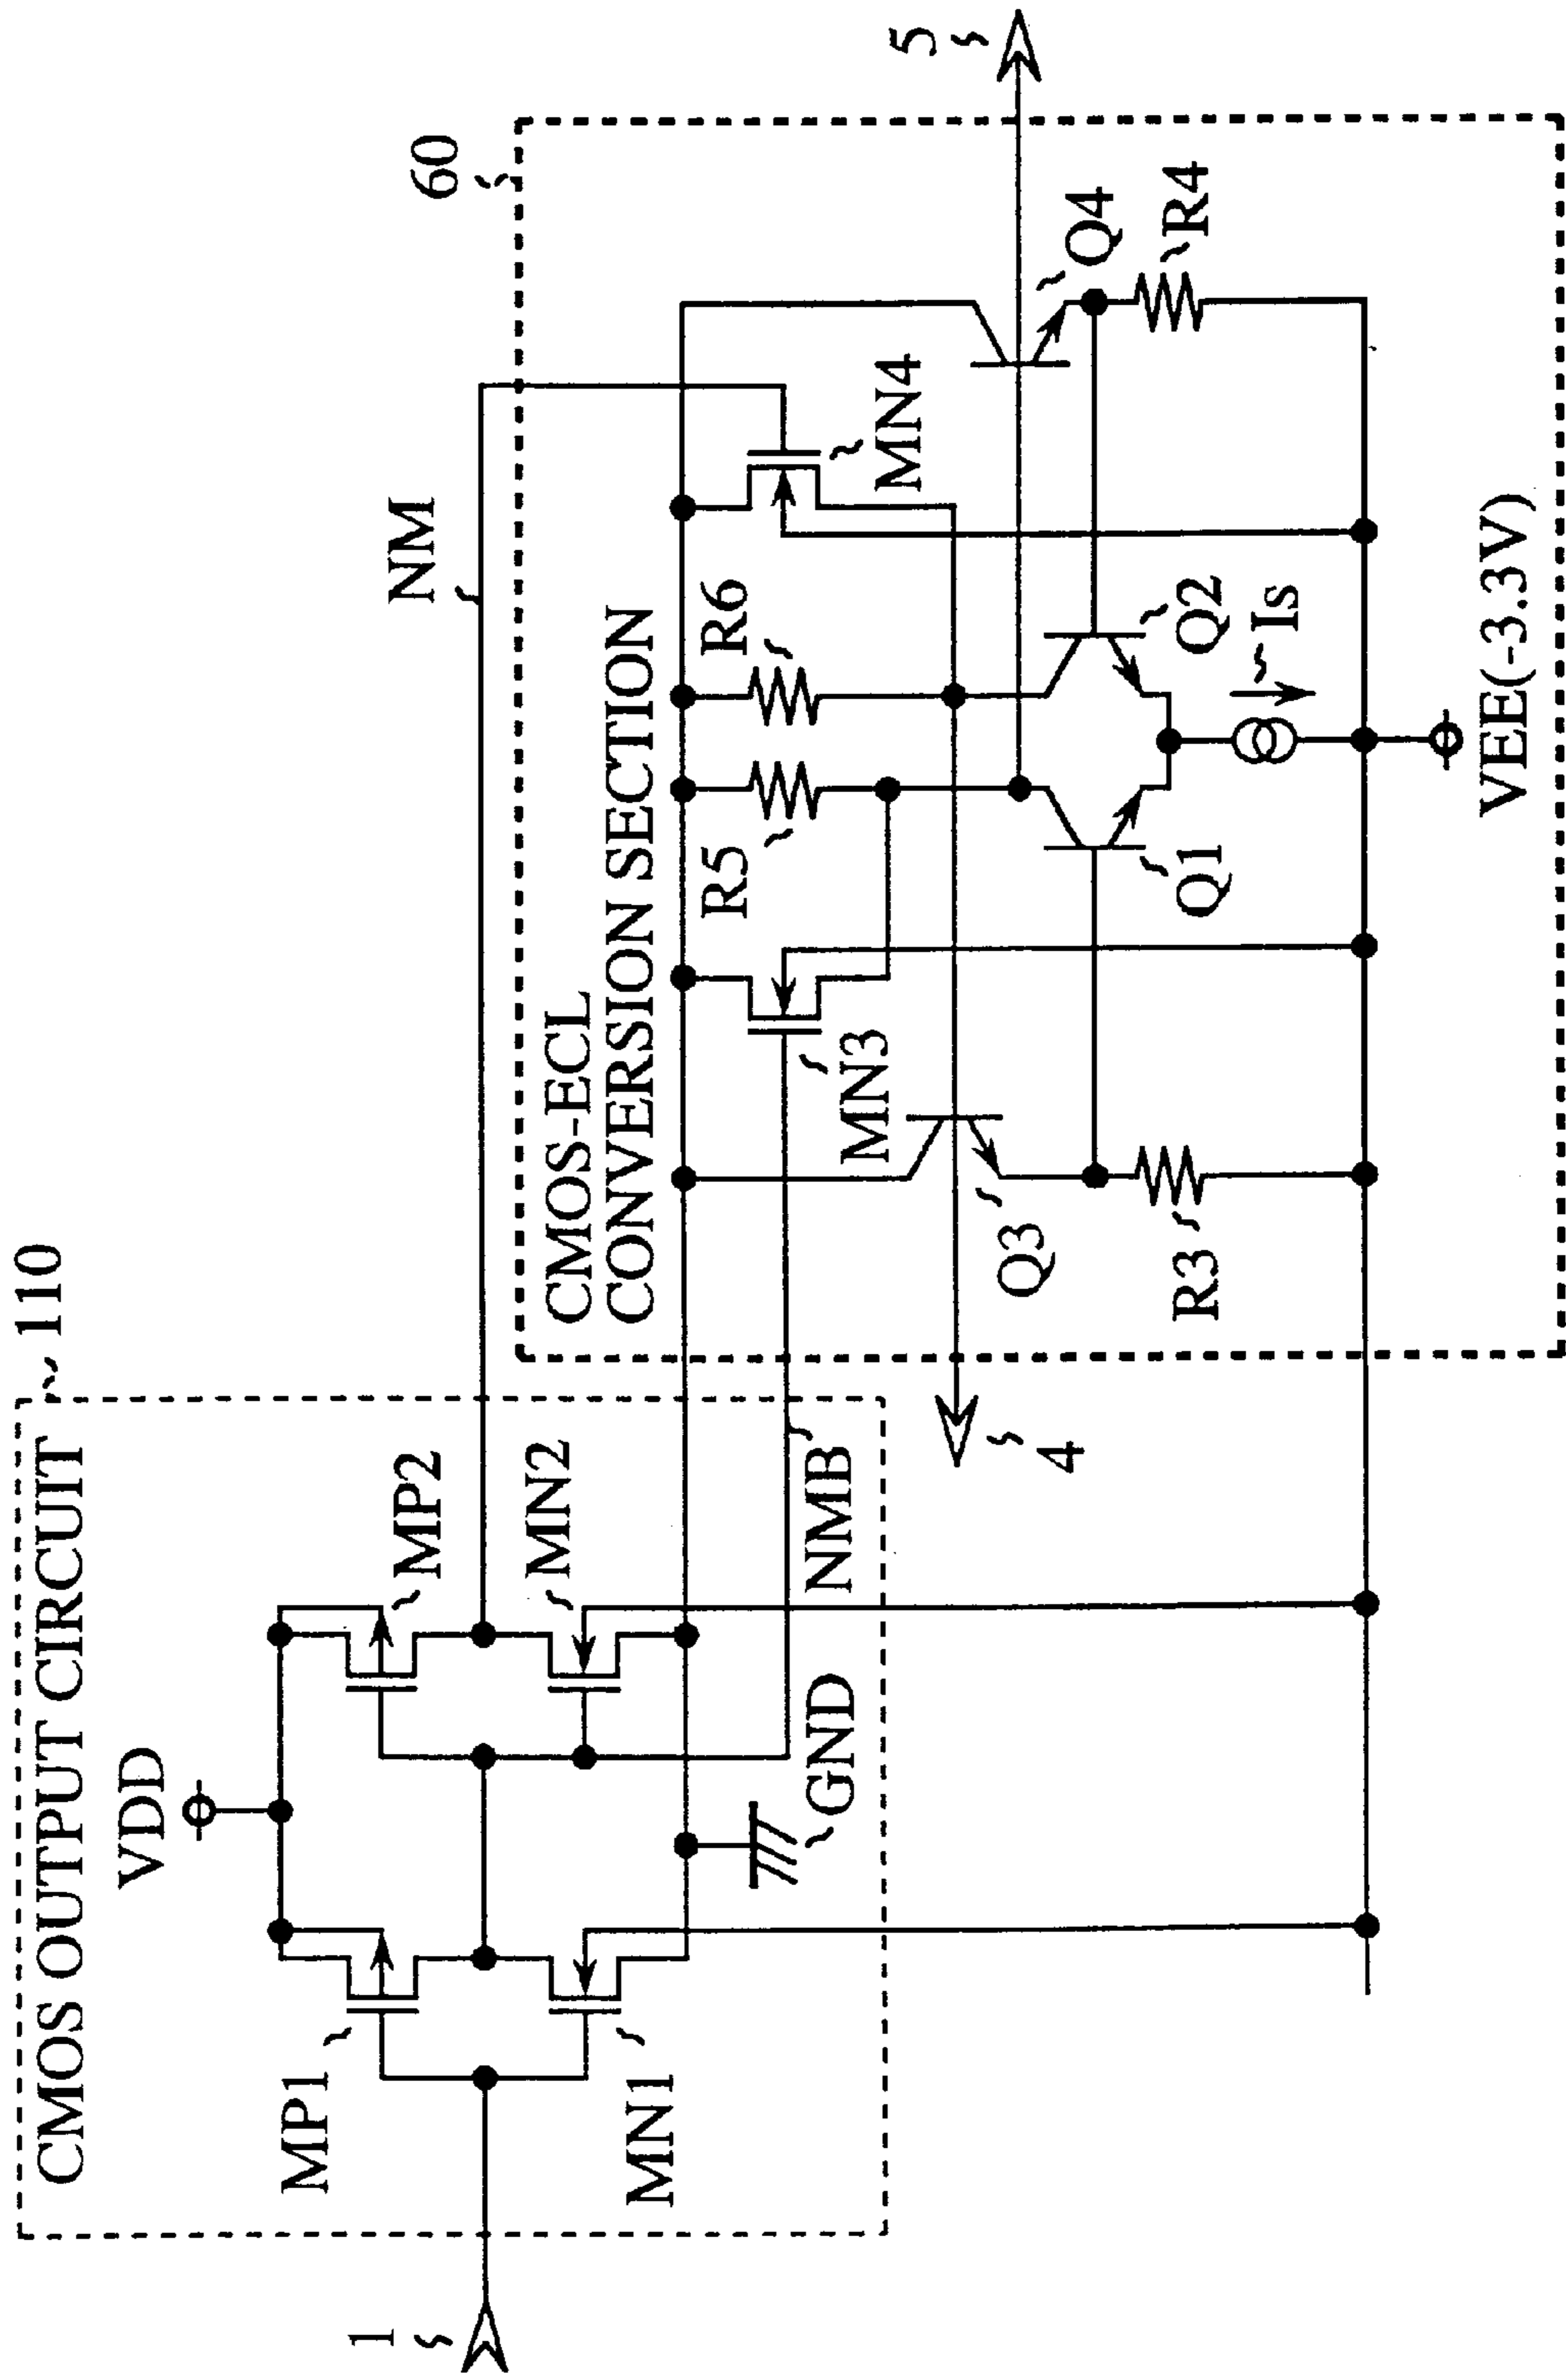 CMOS OUTPUT CIRCUIT
110
VDD
MP1
MP2
MN1
MN2
1
GND
NMB
NM
60
CMOS-ECL
CONVERSION SECTION
R5
R6
MN3
MN4
4
5
Q3
Q4
Q1
Q2
Is
R3
R4
VEE(-3.3V)